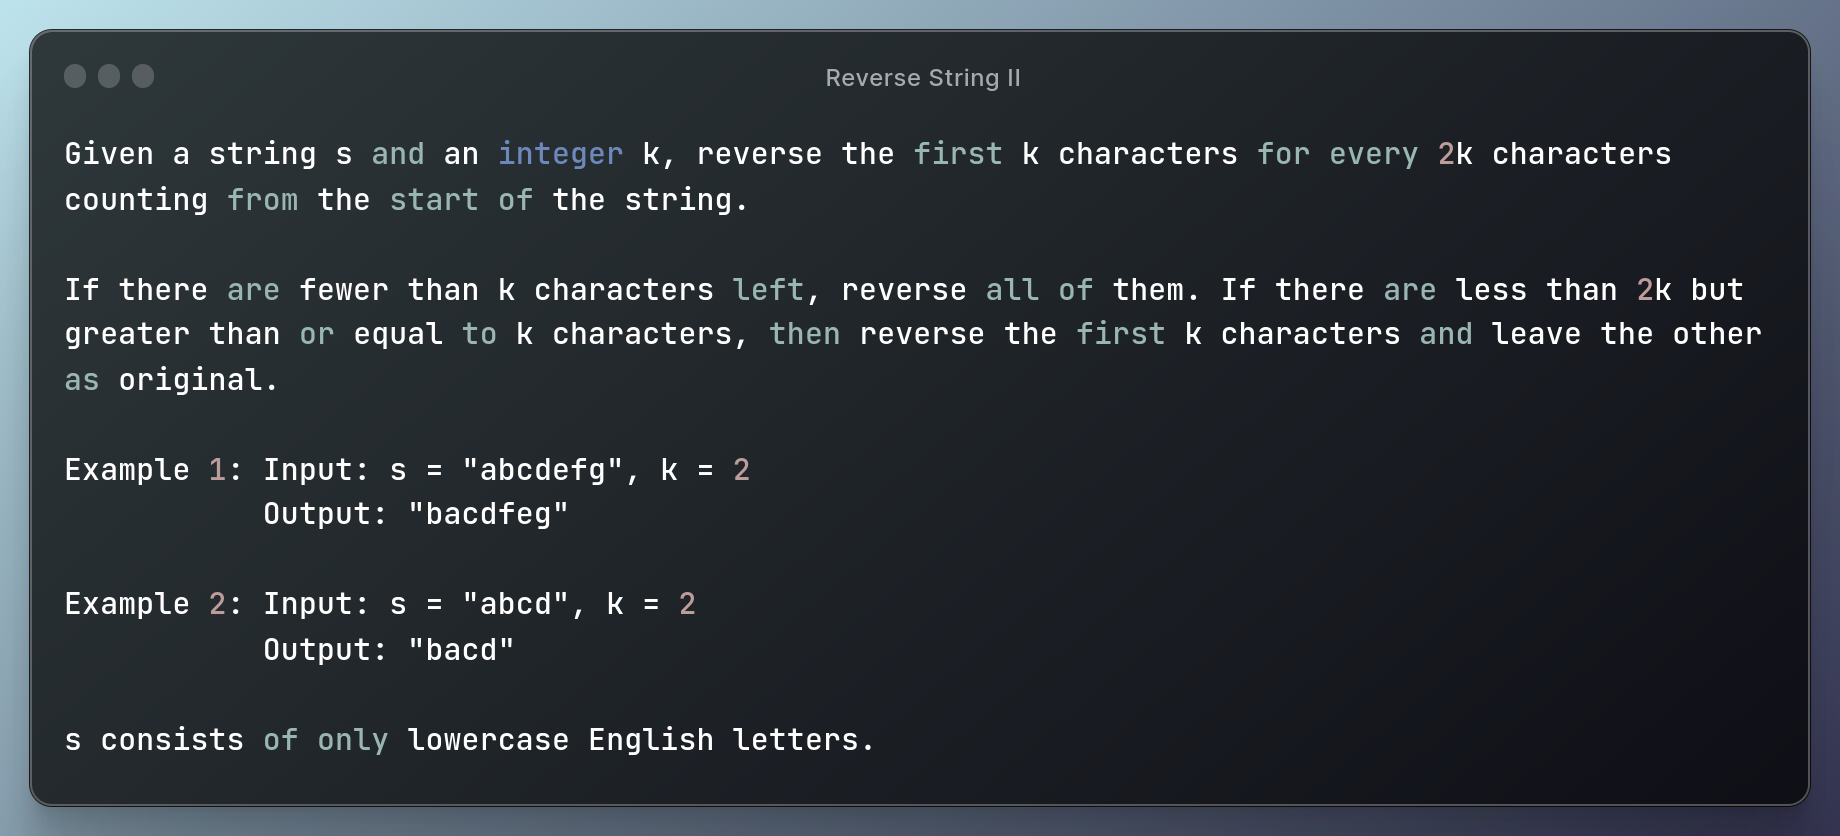 Reverse String II
Given a string s and an integer k, reverse the first k characters for every 2k characters
counting from the start of the string.
If there are fewer than k characters left, reverse all of them. If there are less than 2k but
greater than or equal to k characters, then reverse the first k characters and leave the other
as original.
Example 1: Input: s = "abcdefg", k = 2
Output: "bacdfeg"
Example 2: Input: s = "abcd", k = 2
Output: "bacd"
s consists of only lowercase English letters.